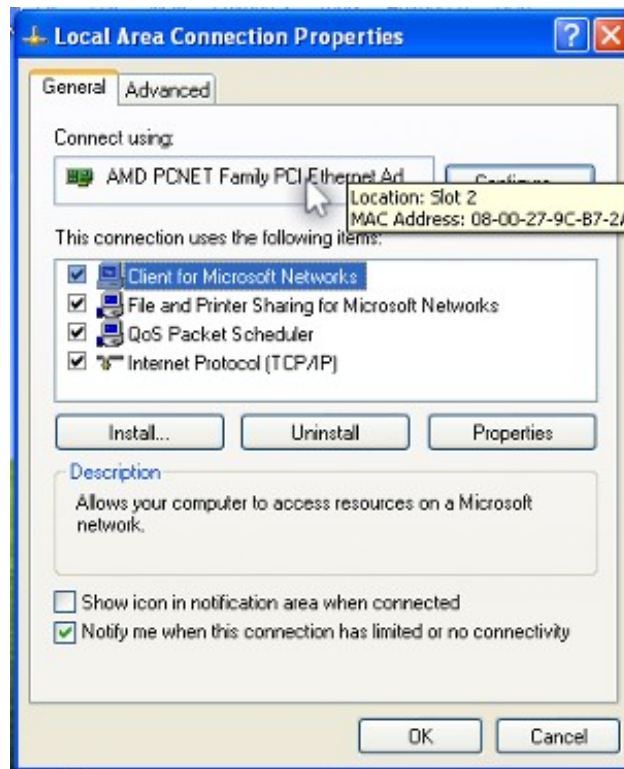 Local Area Connection Properties
General Advanced
Connect using:
AMD PCNET Family PCI Ethernet Ad
Location: Slot 2
MAC Address: 08-00-27-9C-B7-2A
This connection uses the following items:
Client for Microsoft Networks
File and Printer Sharing for Microsoft Networks
QoS Packet Scheduler
Internet Protocol (TCP/IP)
Install... Uninstall Properties
Description
Allows your computer to access resources on a Microsoft
network.
Show icon in notification area when connected
Notify me when this connection has limited or no connectivity
OK Cancel